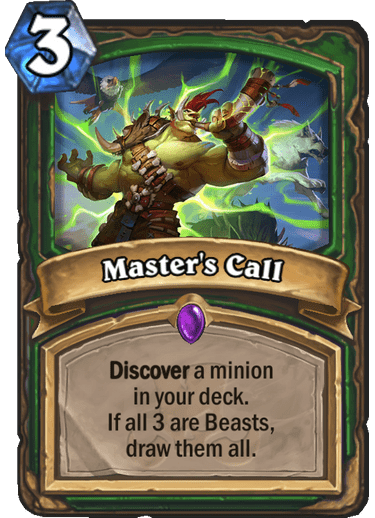 3
Master's Call
Discover a minion
in your deck.
If all 3 are Beasts,
draw them all.